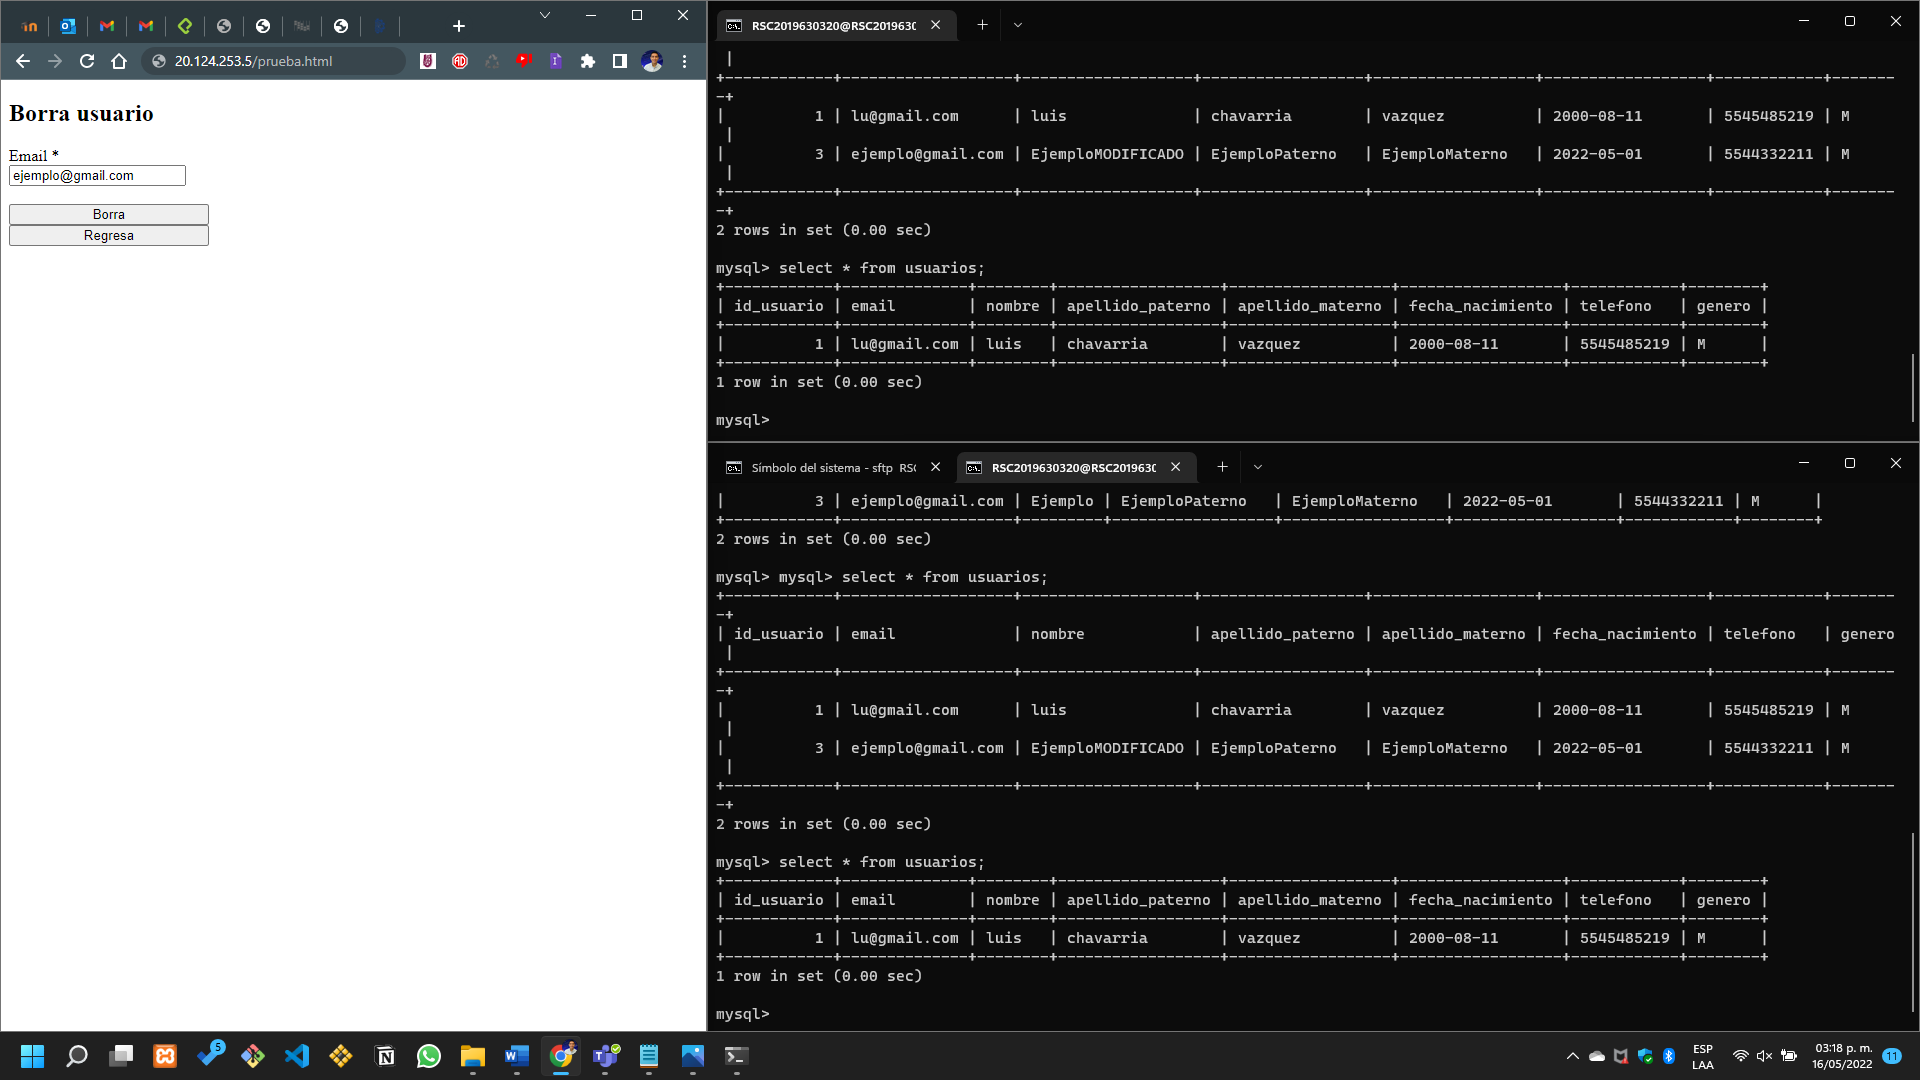 20.124.253.5/prueba.html
Borra usuario
Email *
ejemplo@gmail.com
Borra
Regresa
RSC2019630320@RSC201963(
|
+------------+-------------------+-------------------+------------------+------------------+------------------+------------+-------
-+
|          1 | lu@gmail.com      | luis              | chavarria        | vazquez          | 2000-08-11       | 5545485219 | M
|
|          3 | ejemplo@gmail.com | EjemploMODIFICADO | EjemploPaterno   | EjemploMaterno   | 2022-05-01       | 5544332211 | M
|
+------------+-------------------+-------------------+------------------+------------------+------------------+------------+-------
-+
2 rows in set (0.00 sec)
mysql> select * from usuarios;
+------------+--------------+--------+------------------+------------------+------------------+------------+--------+
| id_usuario | email        | nombre | apellido_paterno | apellido_materno | fecha_nacimiento | telefono   | genero |
+------------+--------------+--------+------------------+------------------+------------------+------------+--------+
|          1 | lu@gmail.com | luis   | chavarria        | vazquez          | 2000-08-11       | 5545485219 | M      |
+------------+--------------+--------+------------------+------------------+------------------+------------+--------+
1 row in set (0.00 sec)
mysql>
Símbolo del sistema - sftp RSC
RSC2019630320@RSC201963(
|          3 | ejemplo@gmail.com | Ejemplo | EjemploPaterno   | EjemploMaterno   | 2022-05-01       | 5544332211 | M      |
+------------+-------------------+---------+------------------+------------------+------------------+------------+--------+
2 rows in set (0.00 sec)
mysql> mysql> select * from usuarios;
+------------+-------------------+-------------------+------------------+------------------+------------------+------------+-------
-+
| id_usuario | email             | nombre            | apellido_paterno | apellido_materno | fecha_nacimiento | telefono   | genero
|
+------------+-------------------+-------------------+------------------+------------------+------------------+------------+-------
-+
|          1 | lu@gmail.com      | luis              | chavarria        | vazquez          | 2000-08-11       | 5545485219 | M
|
|          3 | ejemplo@gmail.com | EjemploMODIFICADO | EjemploPaterno   | EjemploMaterno   | 2022-05-01       | 5544332211 | M
|
+------------+-------------------+-------------------+------------------+------------------+------------------+------------+-------
-+
2 rows in set (0.00 sec)
mysql> select * from usuarios;
+------------+--------------+--------+------------------+------------------+------------------+------------+--------+
| id_usuario | email        | nombre | apellido_paterno | apellido_materno | fecha_nacimiento | telefono   | genero |
+------------+--------------+--------+------------------+------------------+------------------+------------+--------+
|          1 | lu@gmail.com | luis   | chavarria        | vazquez          | 2000-08-11       | 5545485219 | M      |
+------------+--------------+--------+------------------+------------------+------------------+------------+--------+
1 row in set (0.00 sec)
mysql>
5
ESP
LAA
03:18 p. m.
16/05/2022
11